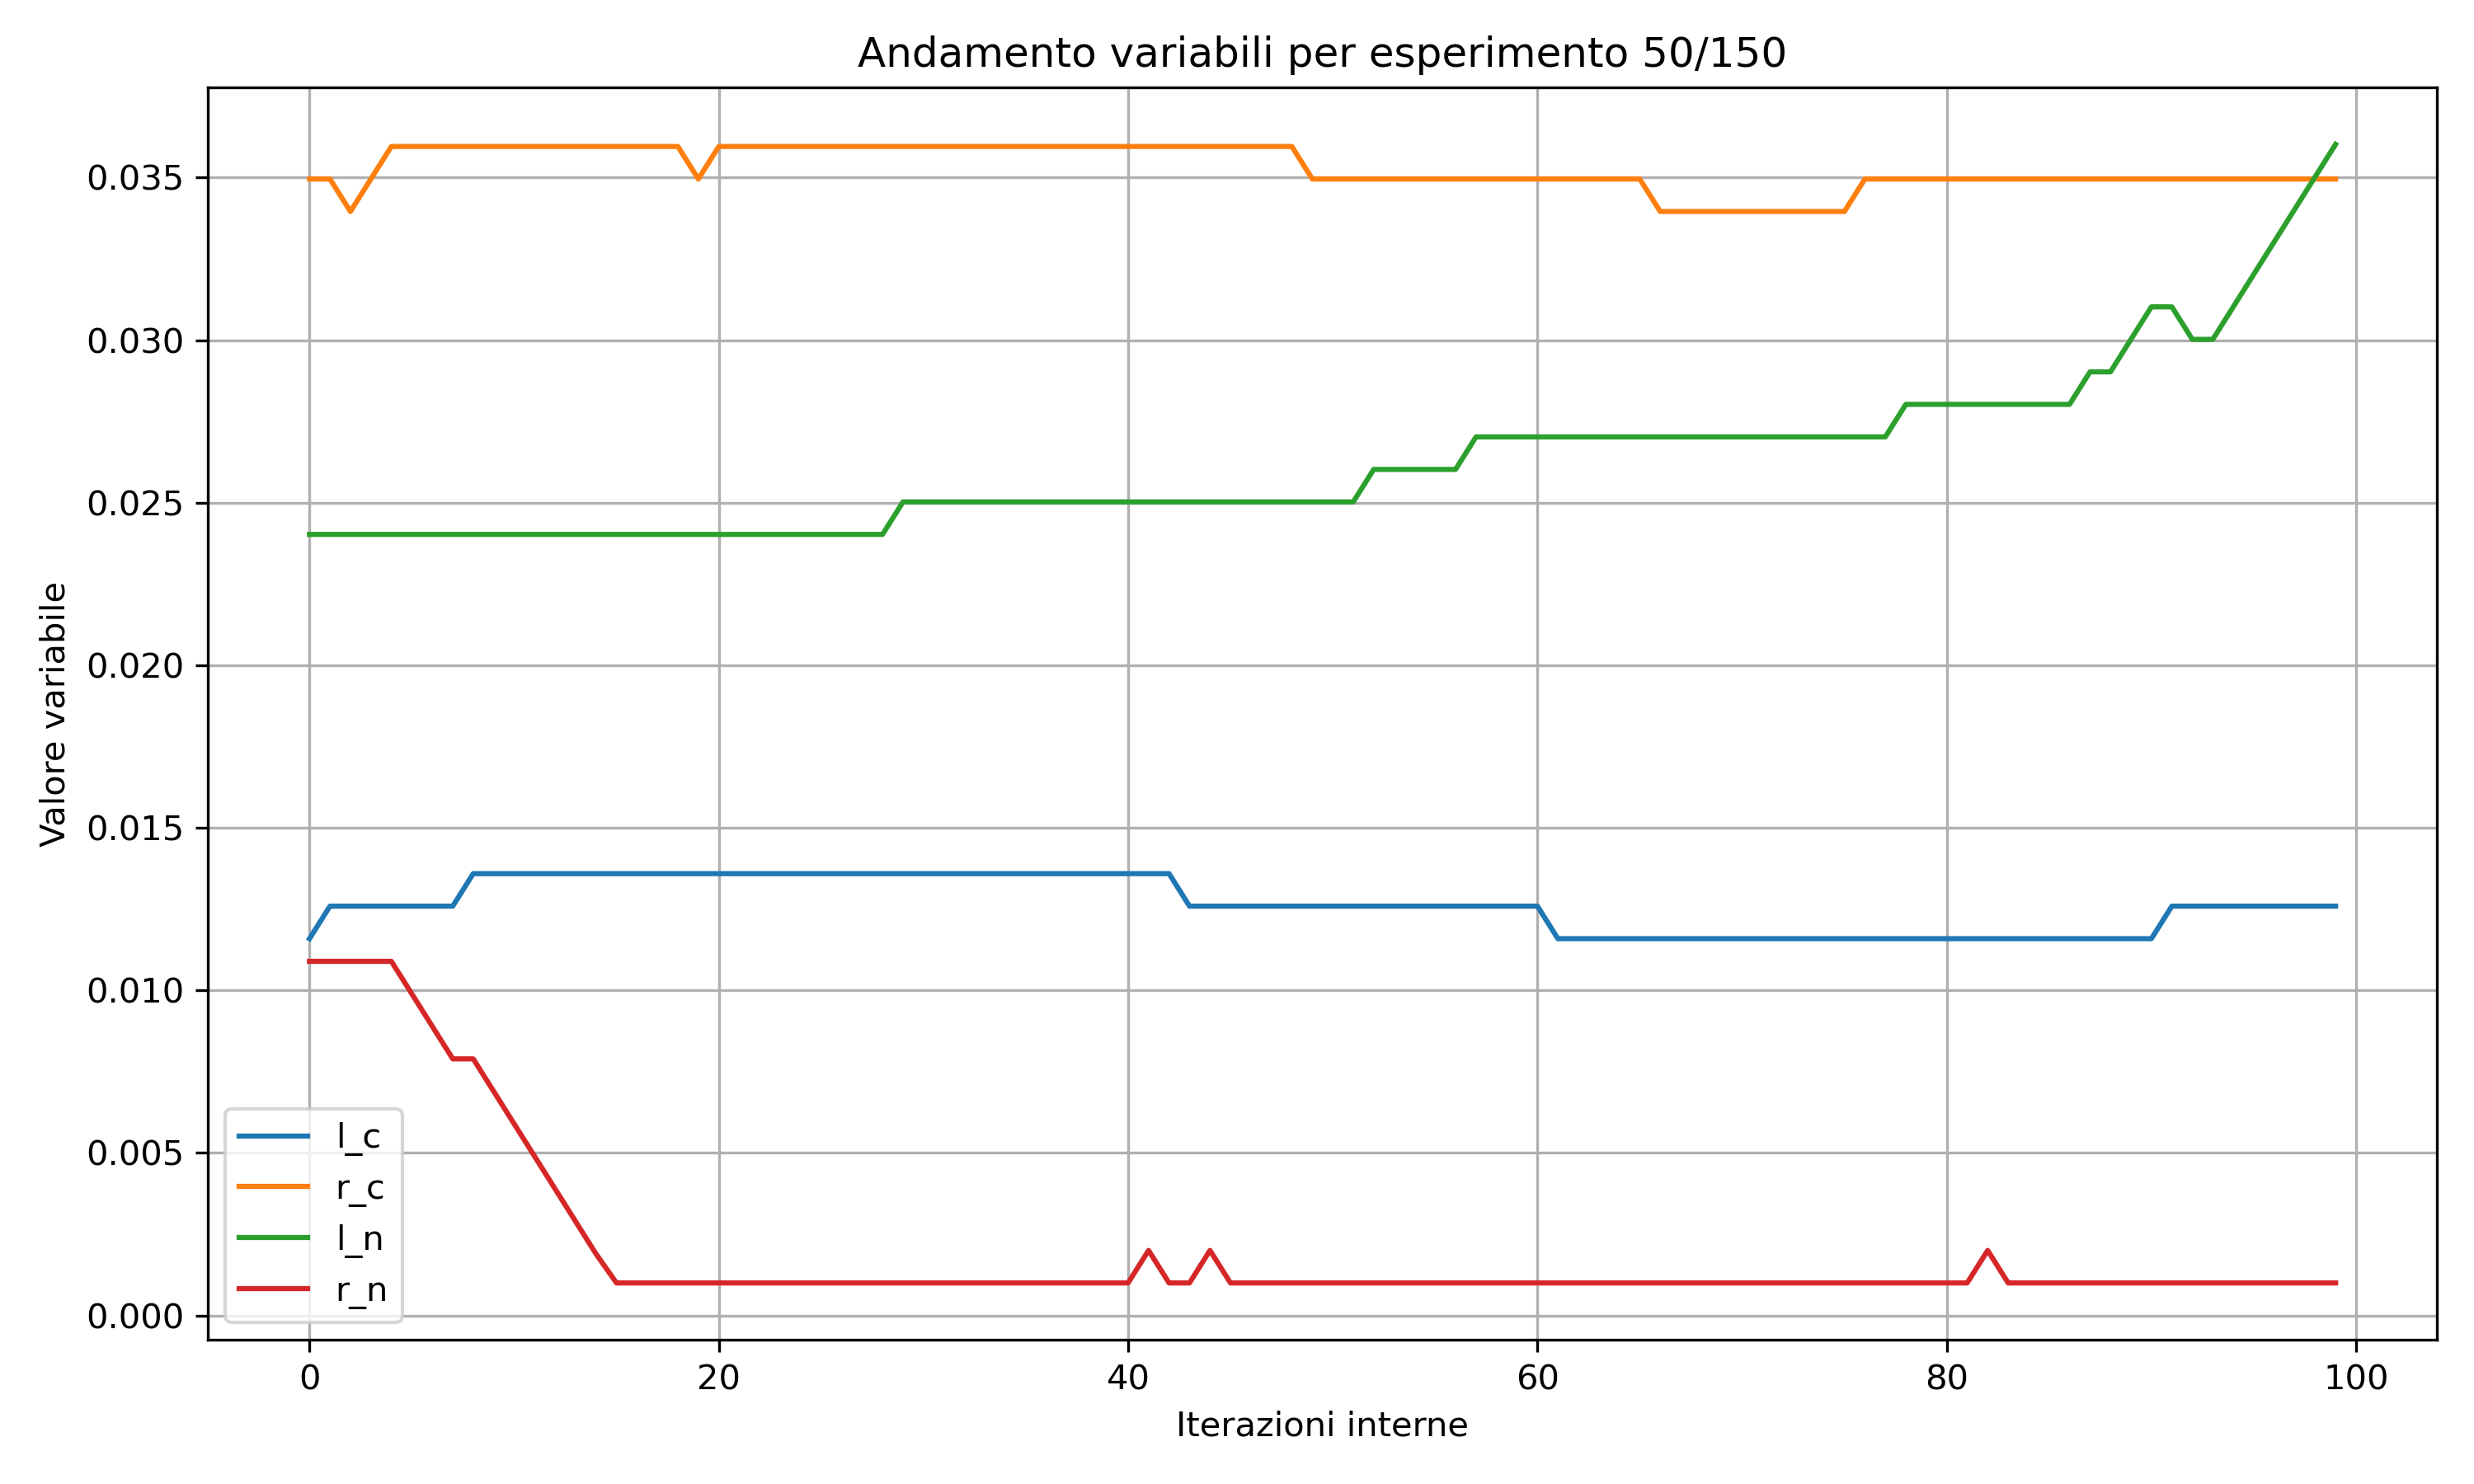 Andamento variabili per esperimento 50/150
Valore variabile
0.035
0.030
0.025
0.020
0.015
0.010
0.005
0.000
l_c
r_c
l_n
r_n
0 20 40 60 80 100
Iterazioni interne